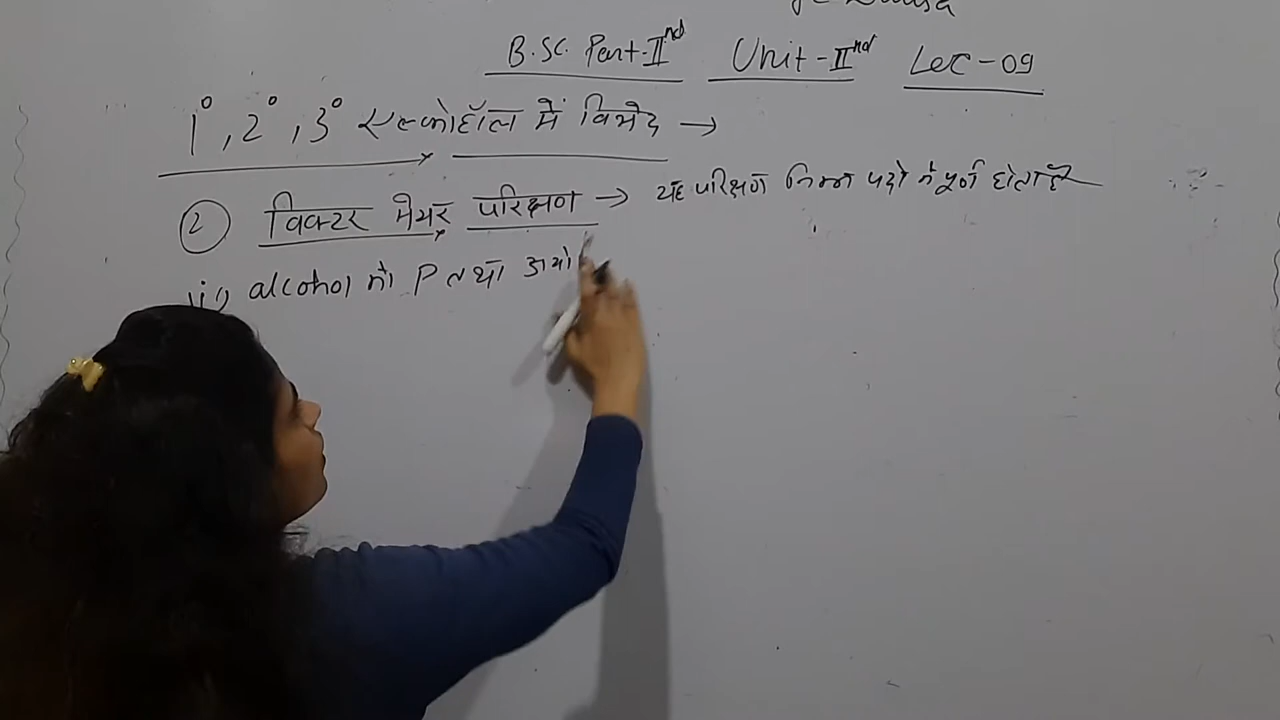 B.Sc. Part-IInd Unit-IInd Lec-09
1°, 2°, 3° एल्कोहॉल में विभेद →
② विक्टर मेयर परिक्षण → यह परिक्षण निम्न पदो में पूर्ण होता है
(i) alcohol को P तथा आयो